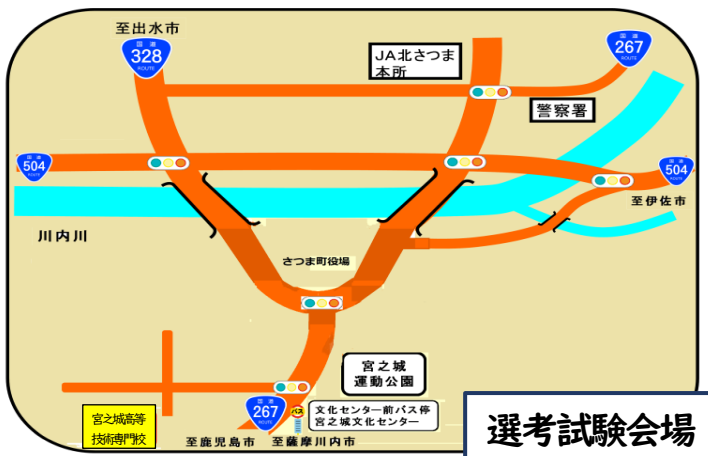 至出水市
国道
328
ROUTE
JA北さつま
本所
国道
267
ROUTE
警察署
国道
504
ROUTE
国道
504
ROUTE
至伊佐市
川内川
さつま町役場
宮之城
運動公園
宮之城高等
技術専門校
国道
267
ROUTE
バス
文化センター前バス停
宮之城文化センター
至鹿児島市
至薩摩川内市
選考試験会場